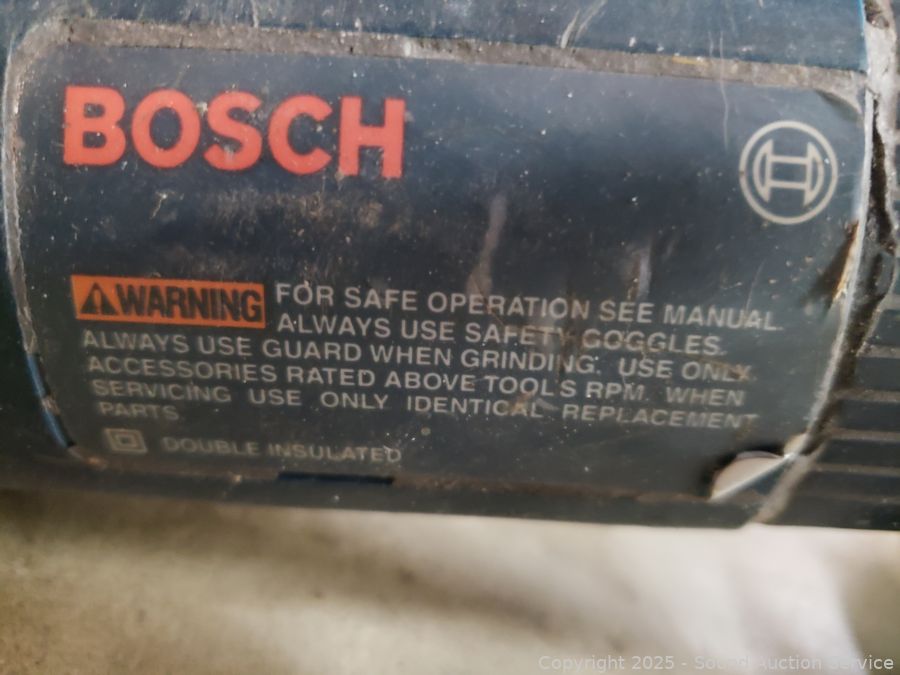 BOSCH
WARNING FOR SAFE OPERATION SEE MANUAL.
ALWAYS USE SAFETY GOGGLES.
ALWAYS USE GUARD WHEN GRINDING. USE ONLY
ACCESSORIES RATED ABOVE TOOLS RPM. WHEN
SERVICING USE ONLY IDENTICAL REPLACEMENT
PARTS
DOUBLE INSULATED
Copyright 2025 - Sound Auction Service